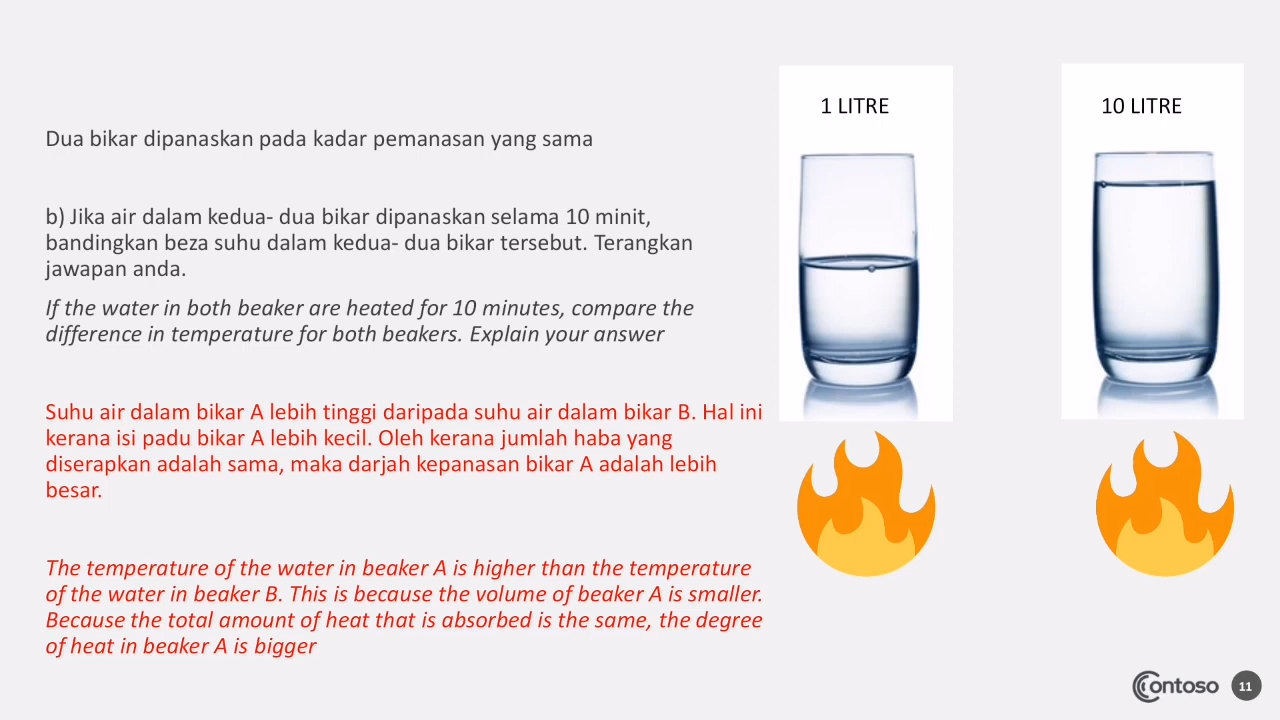 1 LITRE
10 LITRE
Dua bikar dipanaskan pada kadar pemanasan yang sama
b) Jika air dalam kedua- dua bikar dipanaskan selama 10 minit,
bandingkan beza suhu dalam kedua- dua bikar tersebut. Terangkan
jawapan anda.
If the water in both beaker are heated for 10 minutes, compare the
difference in temperature for both beakers. Explain your answer
Suhu air dalam bikar A lebih tinggi daripada suhu air dalam bikar B. Hal ini
kerana isi padu bikar A lebih kecil. Oleh kerana jumlah haba yang
diserapkan adalah sama, maka darjah kepanasan bikar A adalah lebih
besar.
The temperature of the water in beaker A is higher than the temperature
of the water in beaker B. This is because the volume of beaker A is smaller.
Because the total amount of heat that is absorbed is the same, the degree
of heat in beaker A is bigger
Contoso
11